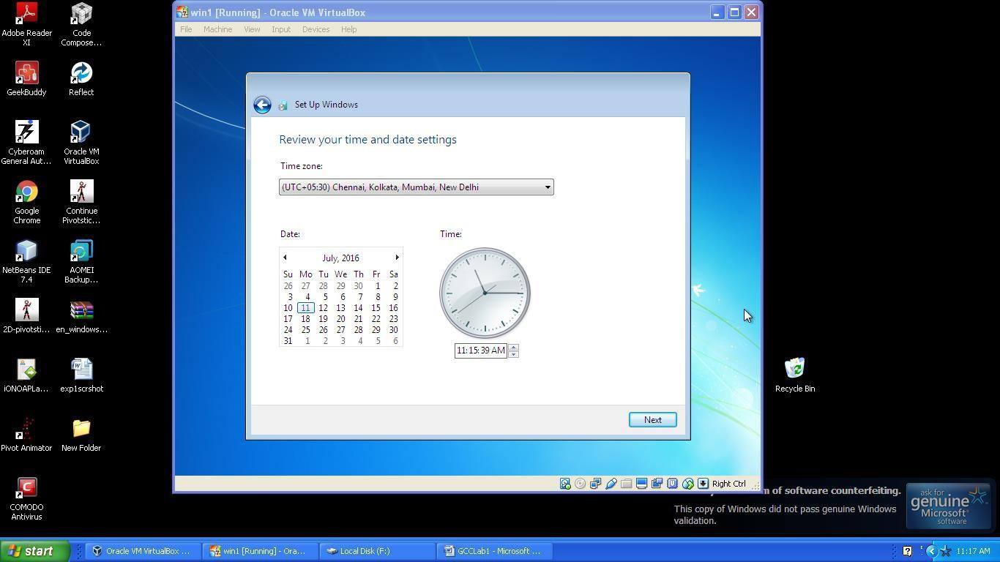 win1 [Running] - Oracle VM VirtualBox
File Machine View Input Devices Help
Set Up Windows
Review your time and date settings
Time zone:
(UTC+05:30) Chennai, Kolkata, Mumbai, New Delhi
Date:
July, 2016
Su Mo Tu We Th Fr Sa
26 27 28 29 30 1 2
3 4 5 6 7 8 9
10 11 12 13 14 15 16
17 18 19 20 21 22 23
24 25 26 27 28 29 30
31 1 2 3 4 5 6
Time:
11:15:39 AM
Next
Right Ctrl
Adobe Reader
XI
Code
Compose...
GeekBuddy
Reflect
Cyberoam
General Aut...
Oracle VM
VirtualBox
Google
Chrome
Continue
Pivotstic...
NetBeans IDE
7.4
AOMEI
Backup...
2D-pivotsti...
en_windows...
iONOAPLa...
exp1scrshot
Pivot Animator
New Folder
COMODO
Antivirus
Recycle Bin
of software counterfeiting.
This copy of Windows did not pass genuine Windows
validation.
ask for
genuine
Microsoft
software
start
Oracle VM VirtualBox ...
win1 [Running] - Ora...
Local Disk (F:)
GCCLab1 - Microsoft ...
11:17 AM